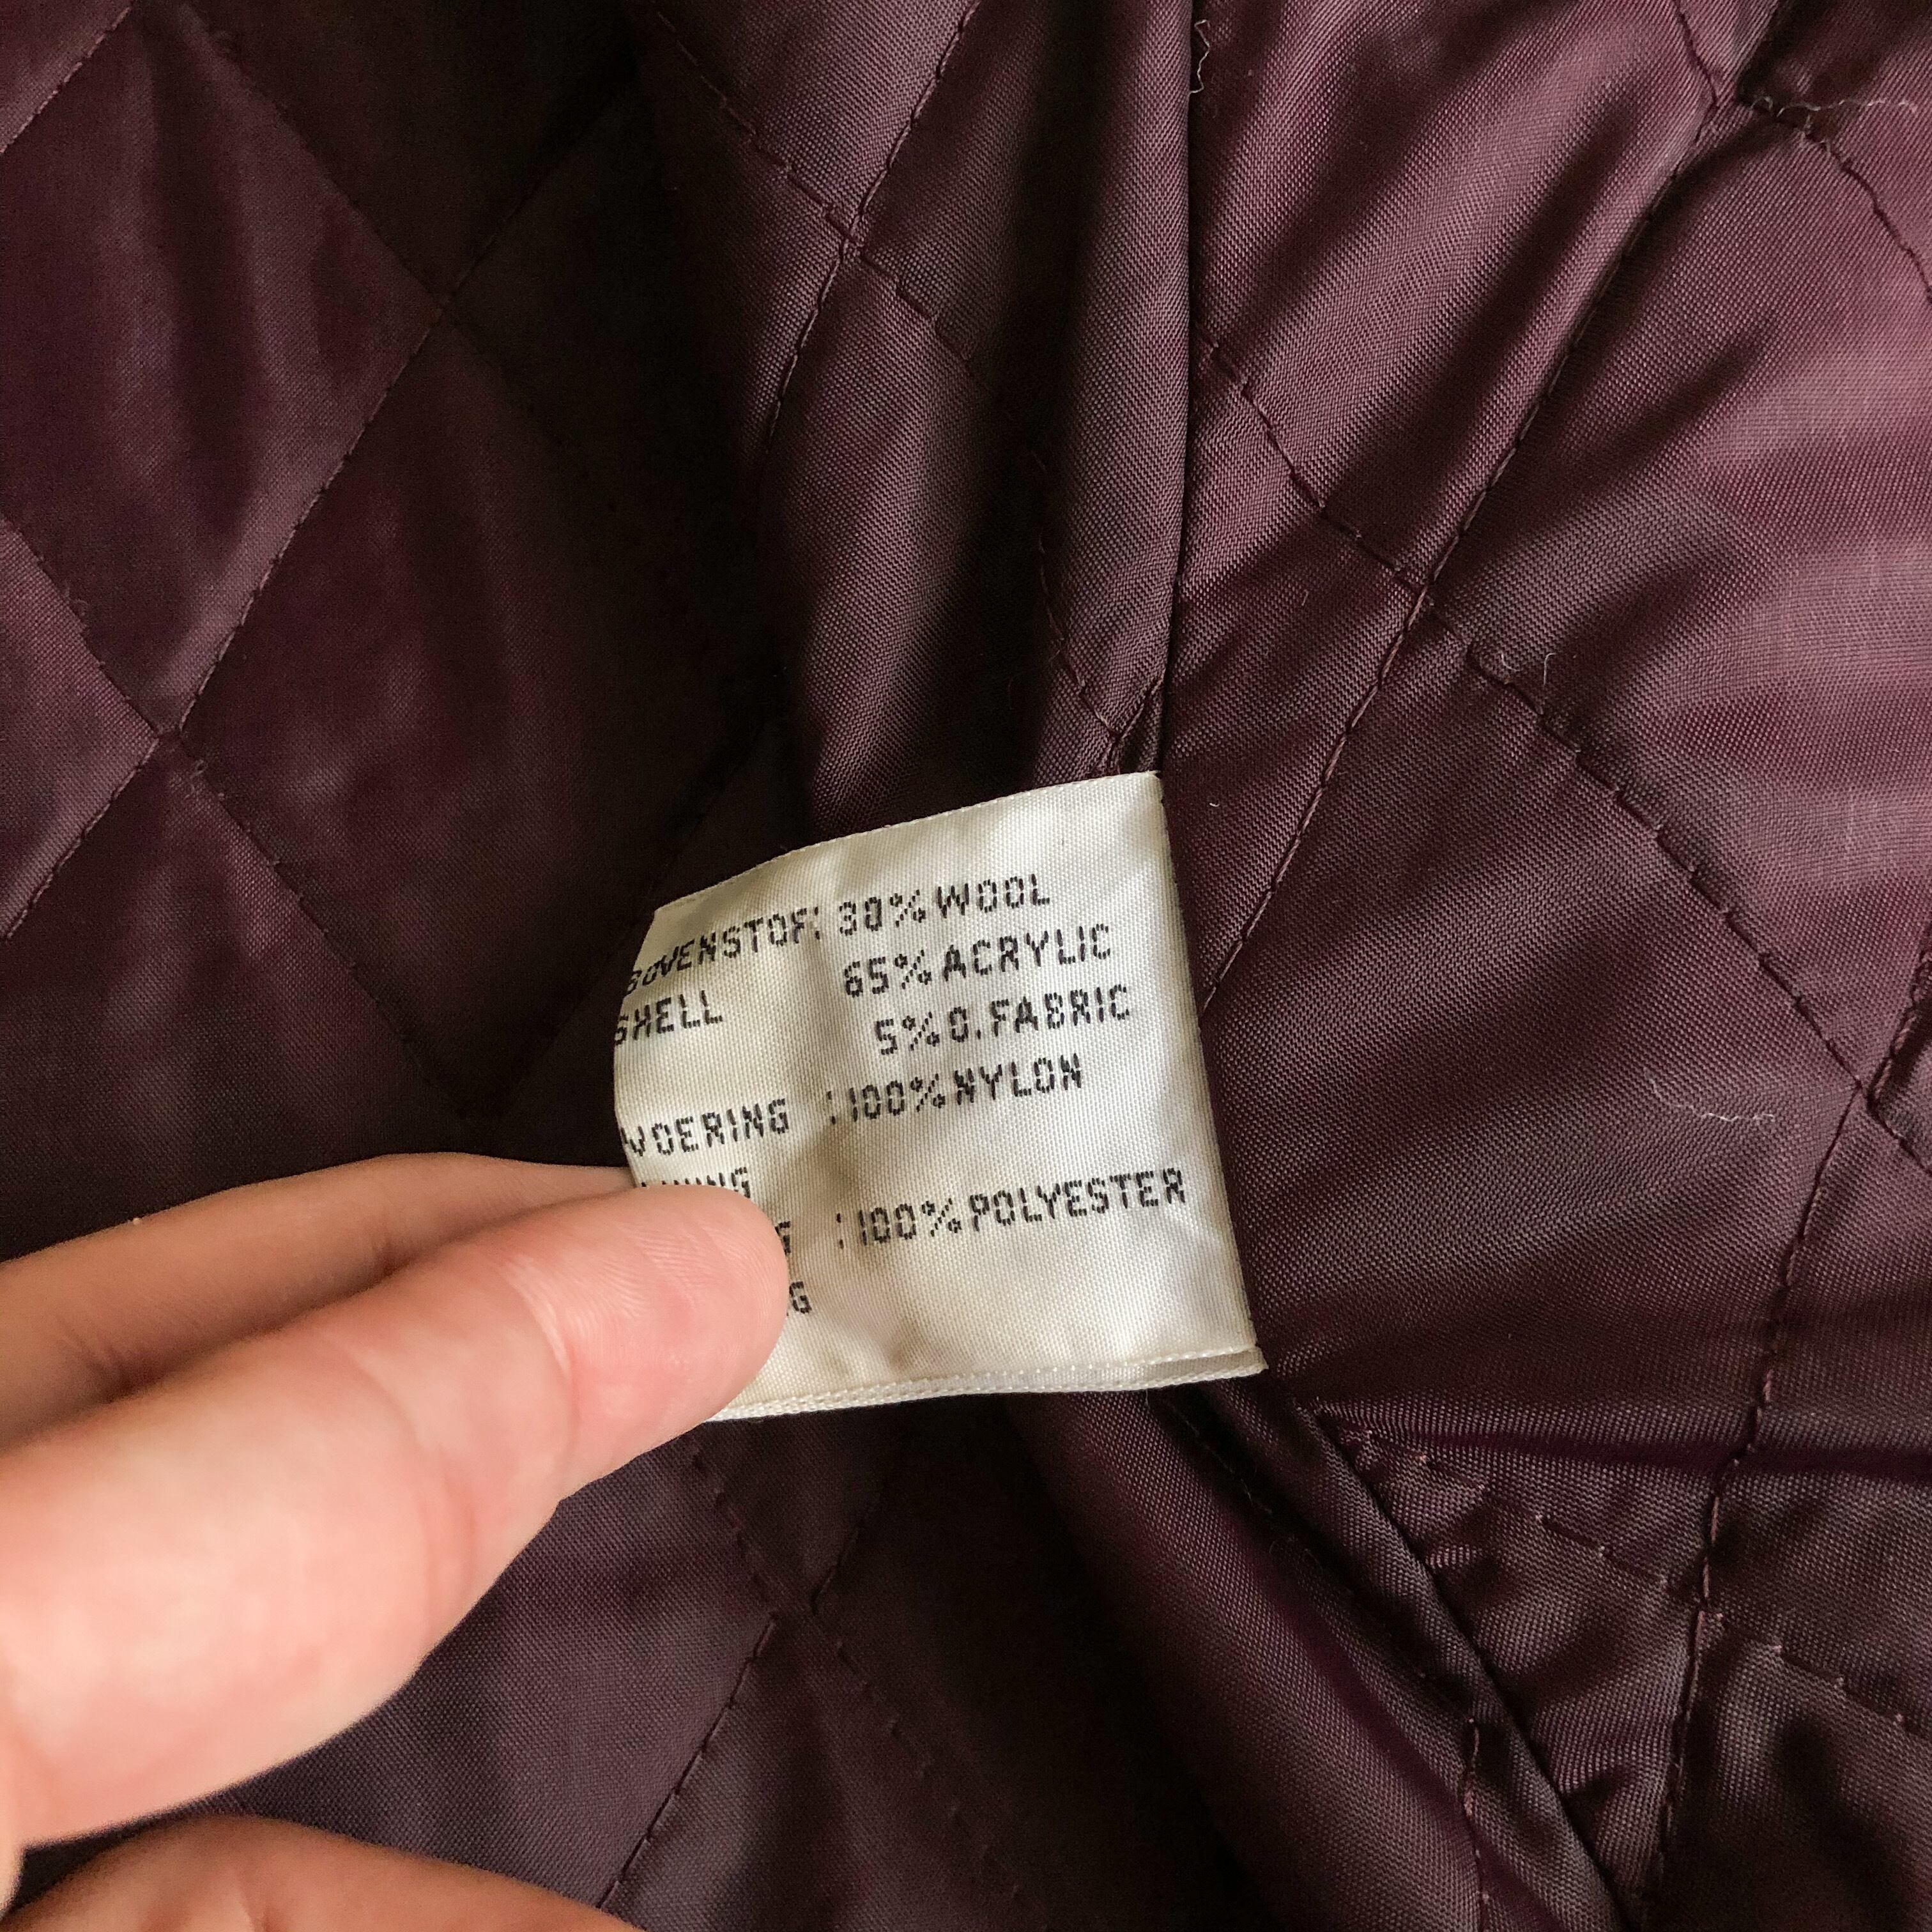 BOVENSTOF: 30% WOOL
65% ACRYLIC
SHELL
5% O.FABRIC
VOERING :100% NYLON
:100% POLYESTER